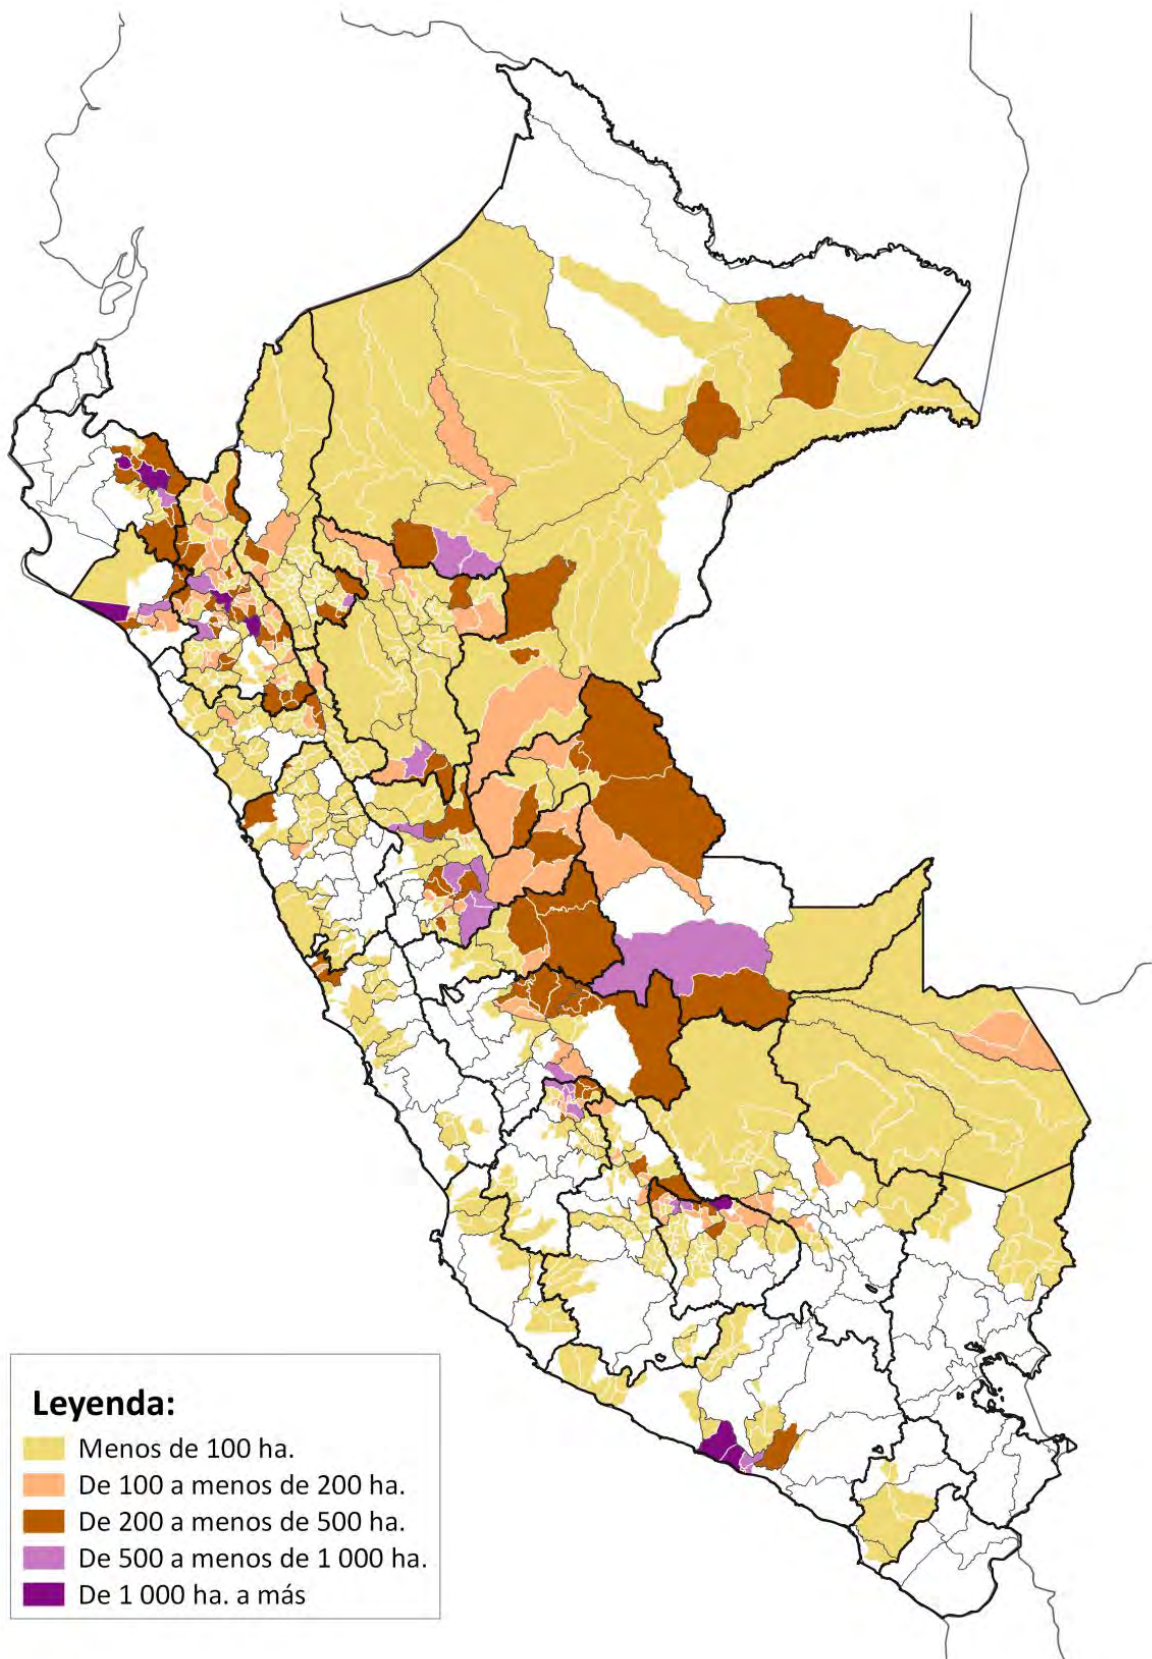 Leyenda:
Menos de 100 ha.
De 100 a menos de 200 ha.
De 200 a menos de 500 ha.
De 500 a menos de 1 000 ha.
De 1 000 ha. a más